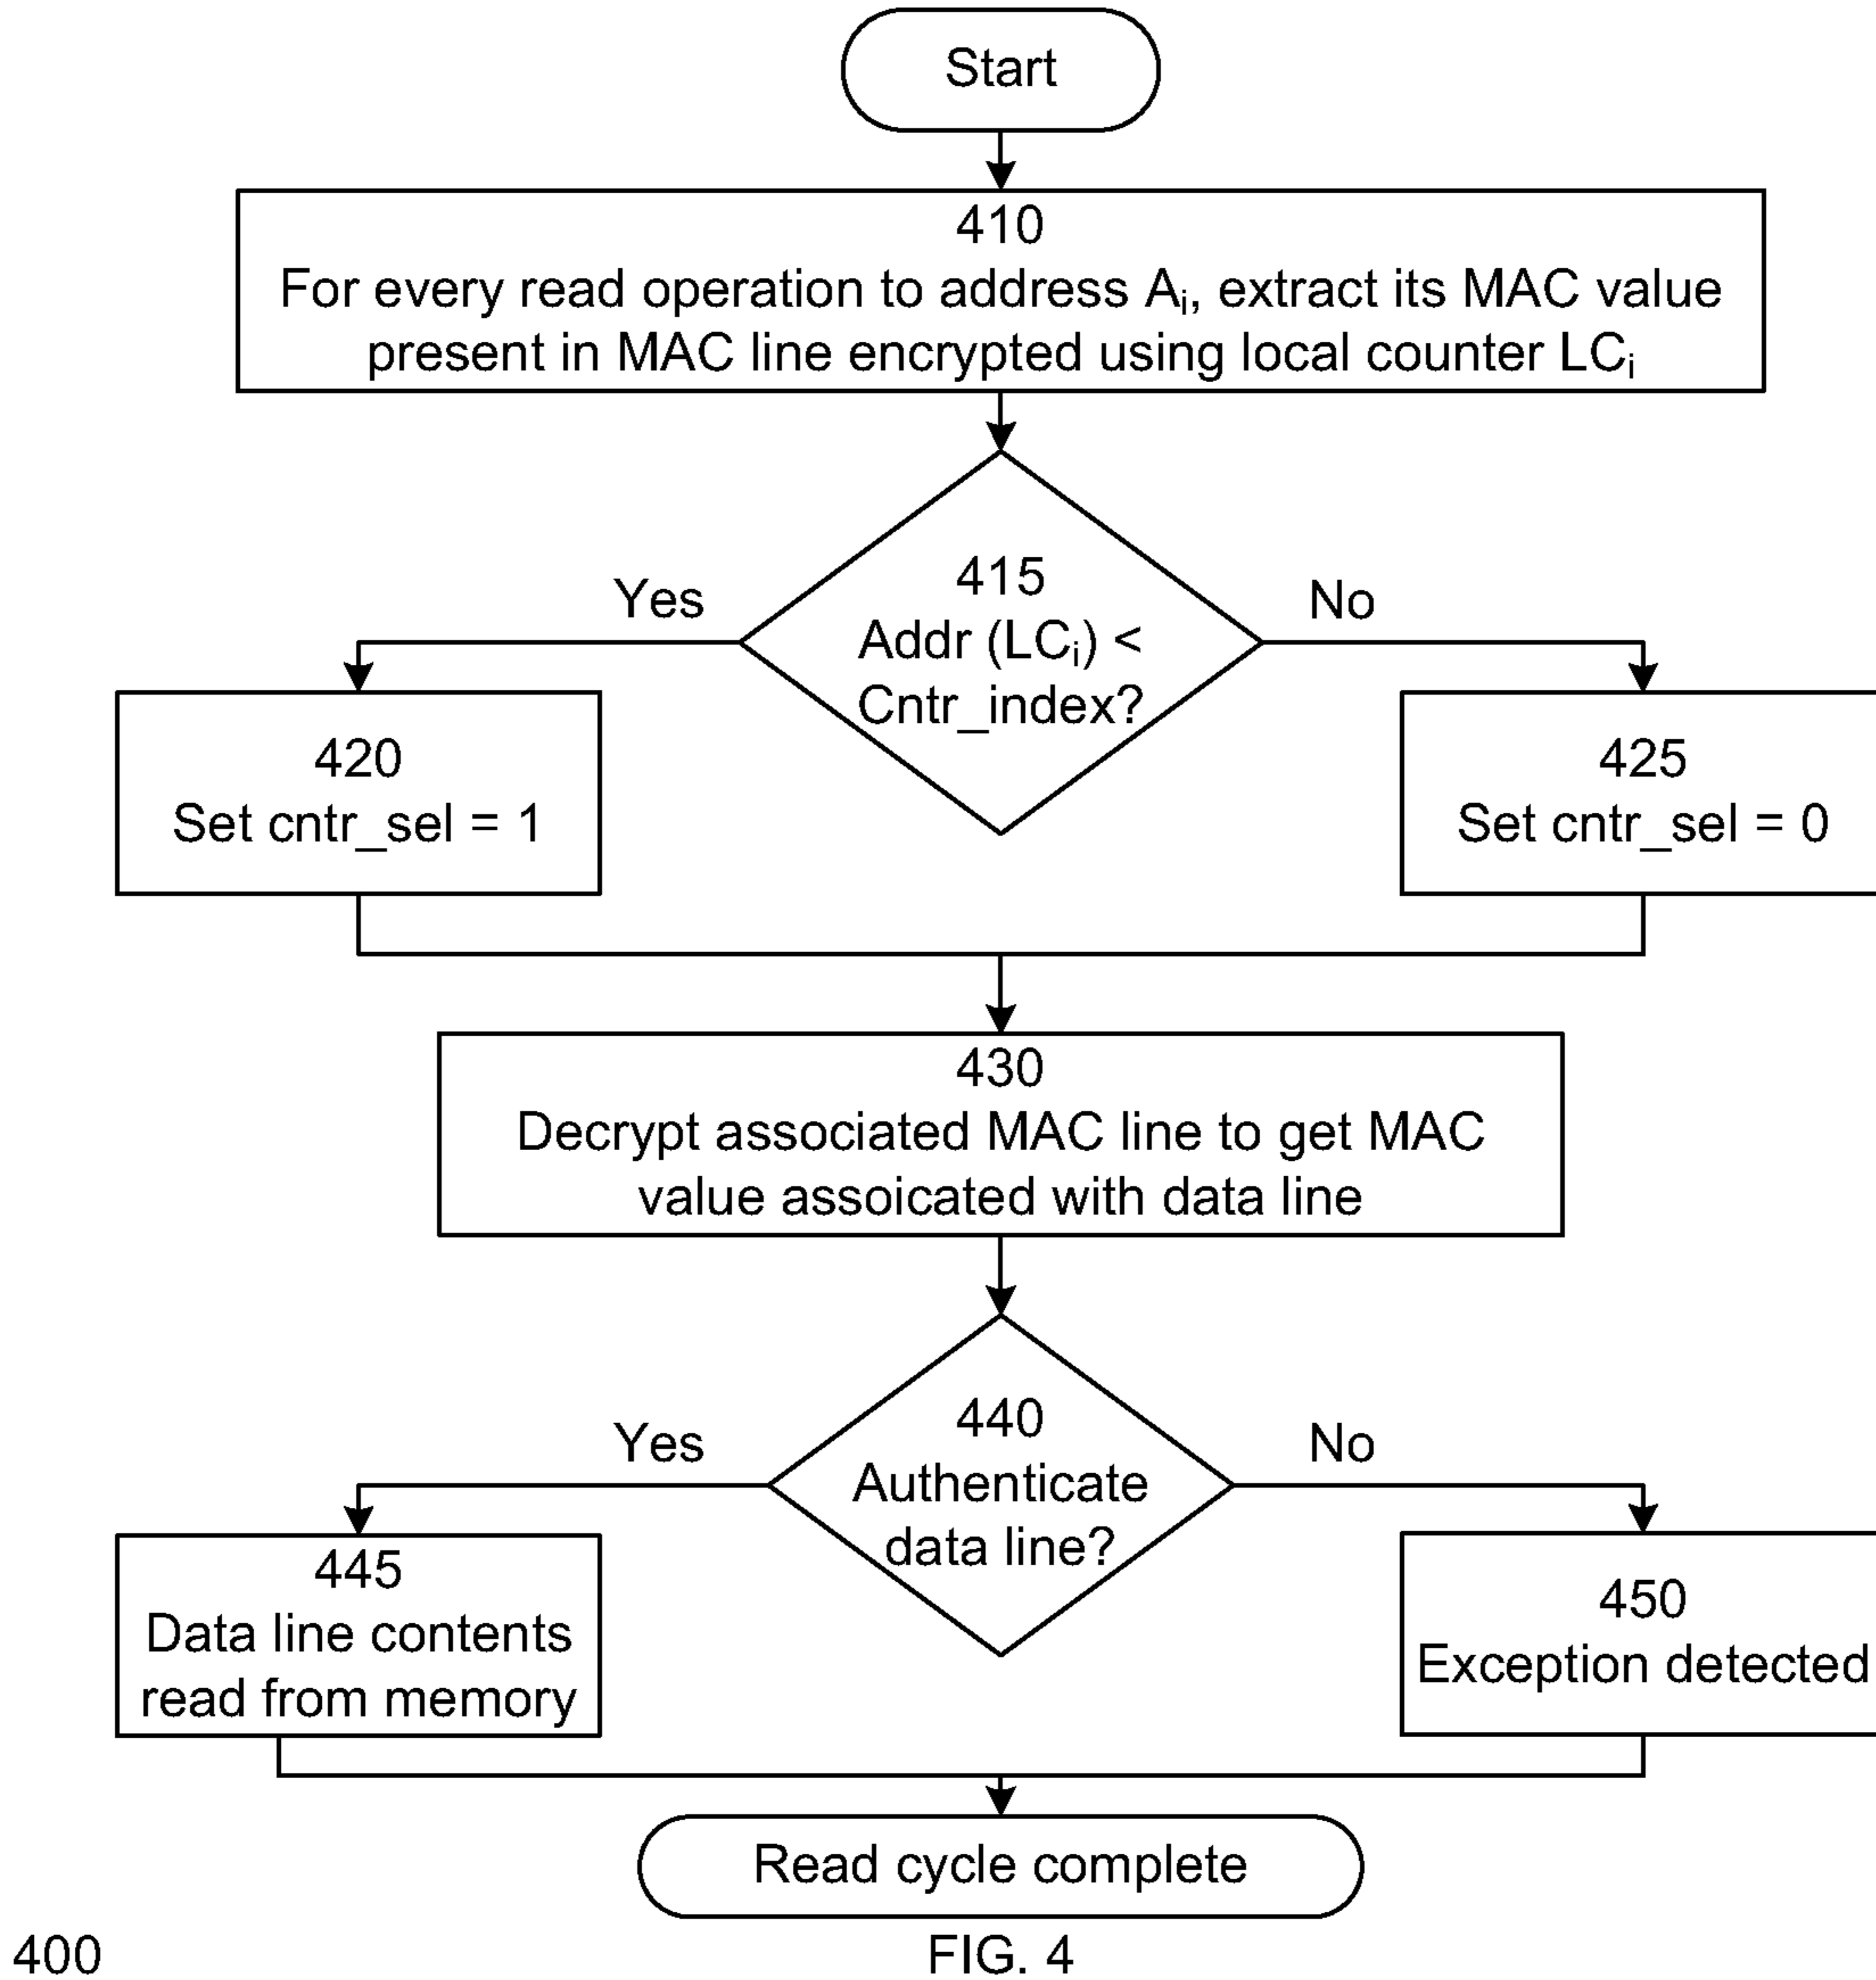 Start
410
For every read operation to address Ai, extract its MAC value
present in MAC line encrypted using local counter LCi
Yes
415
No
Addr (LCi) <
Cntr_index?
420
Set cntr_sel = 1
425
Set cntr_sel = 0
430
Decrypt associated MAC line to get MAC
value assoicated with data line
Yes
440
No
Authenticate
data line?
445
Data line contents
read from memory
450
Exception detected
Read cycle complete
400
FIG. 4